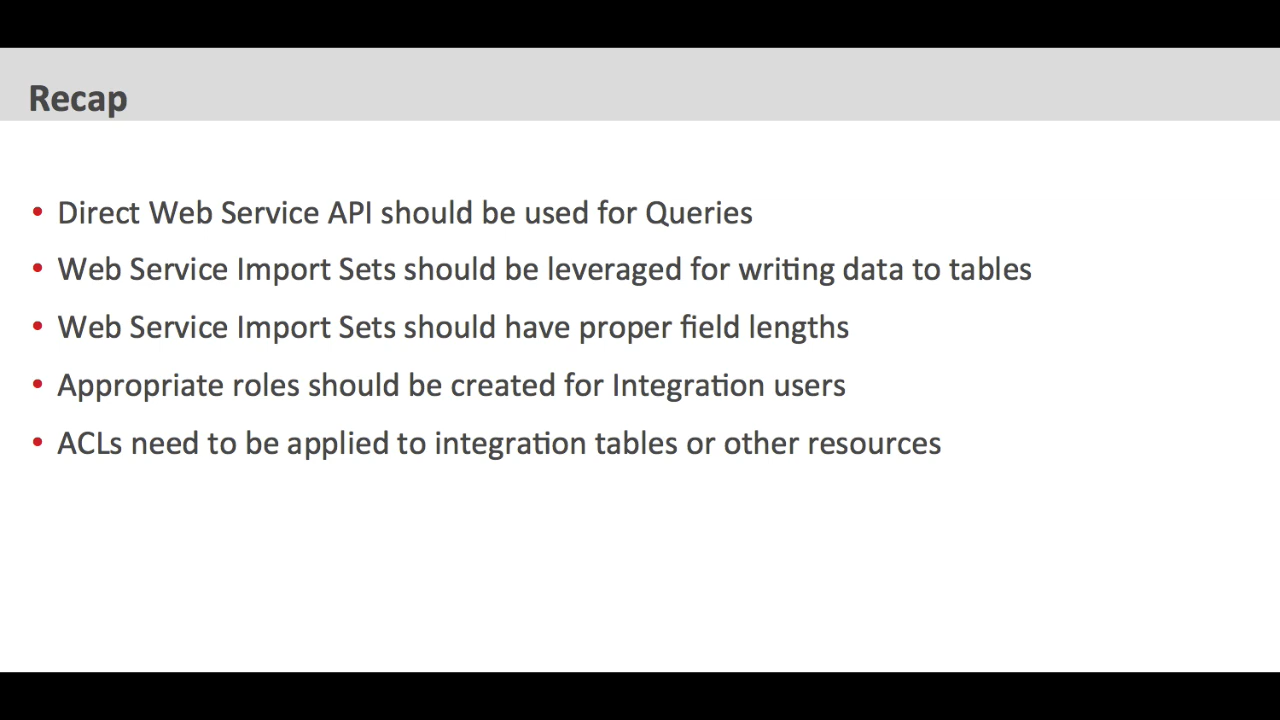 Recap
• Direct Web Service API should be used for Queries
• Web Service Import Sets should be leveraged for writing data to tables
• Web Service Import Sets should have proper field lengths
• Appropriate roles should be created for Integration users
• ACLs need to be applied to integration tables or other resources